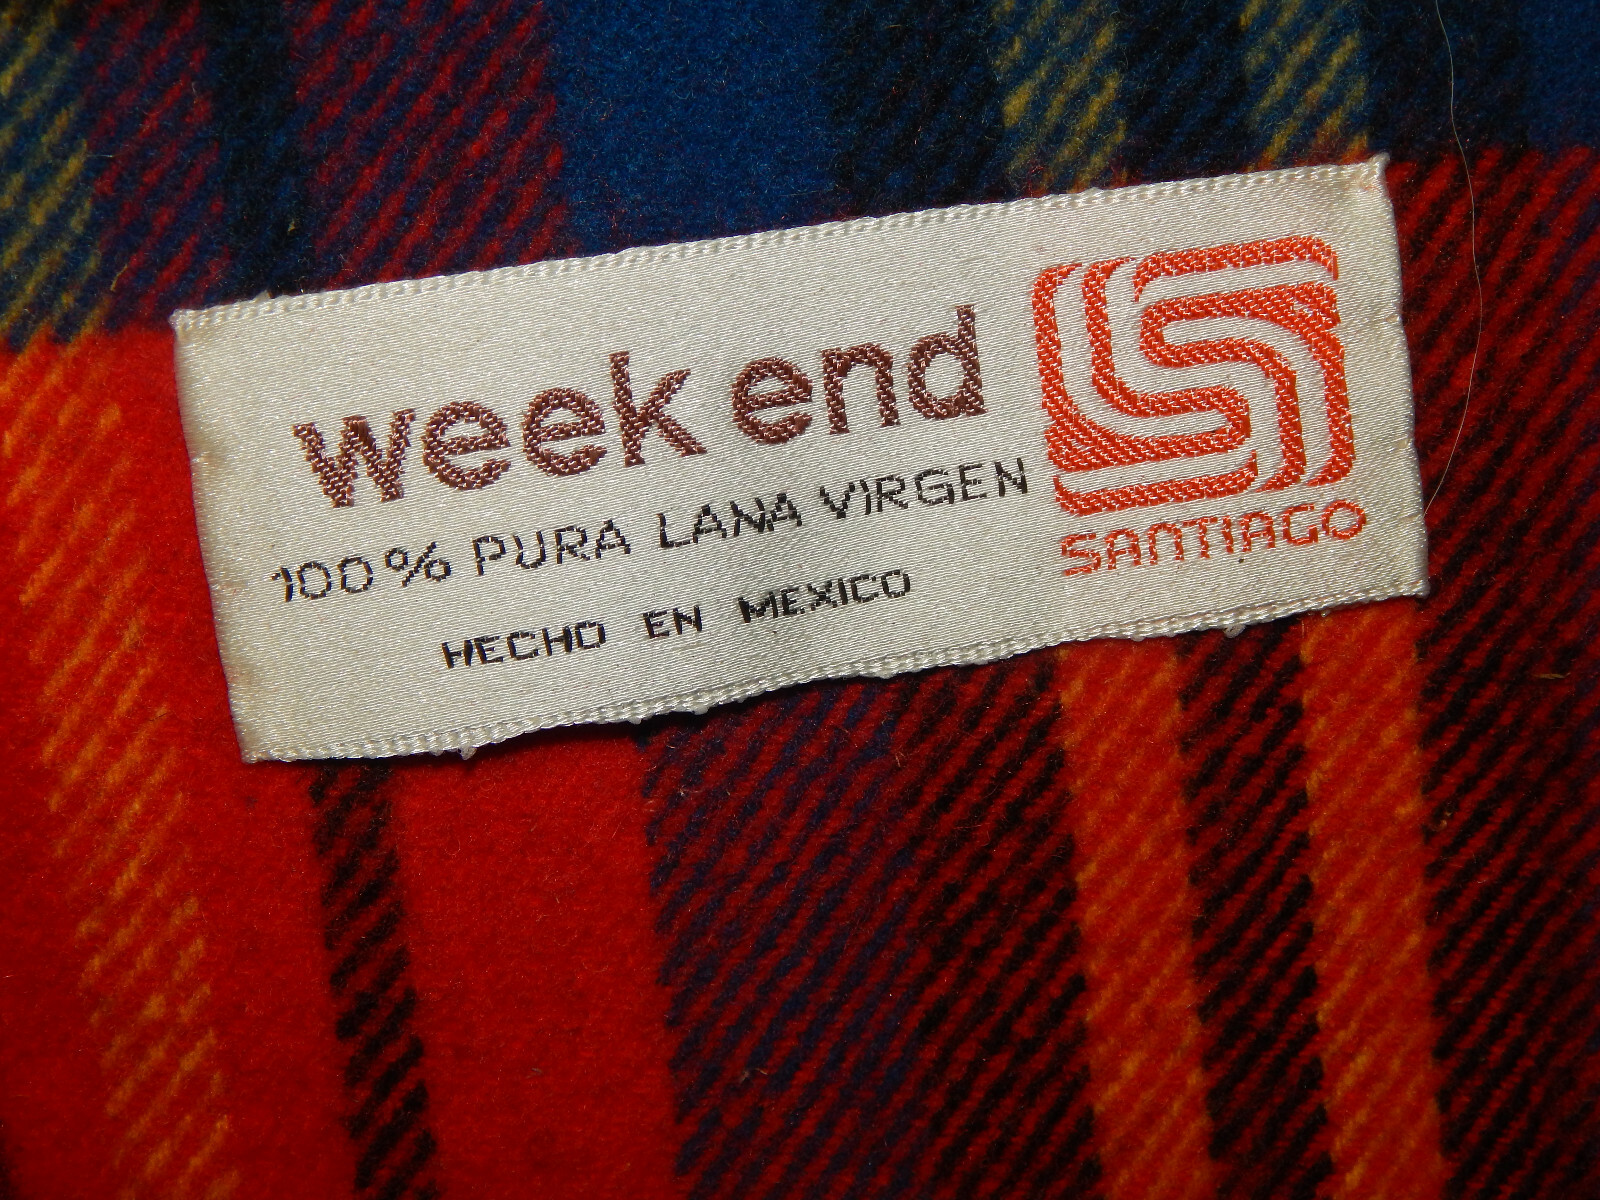 week end
100% PURA LANA VIRGEN
HECHO EN MEXICO
S
SANTIAGO